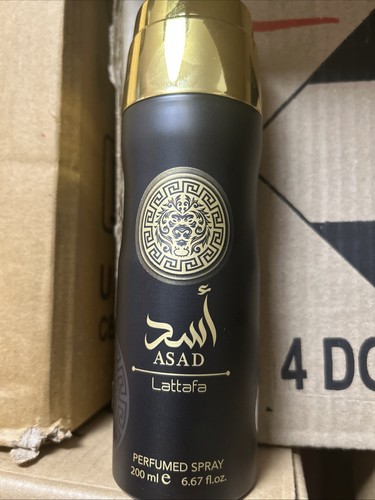 أسد
ASAD
Lattafa
PERFUMED SPRAY
200 ml e 6.67 fl.oz.
4 DO